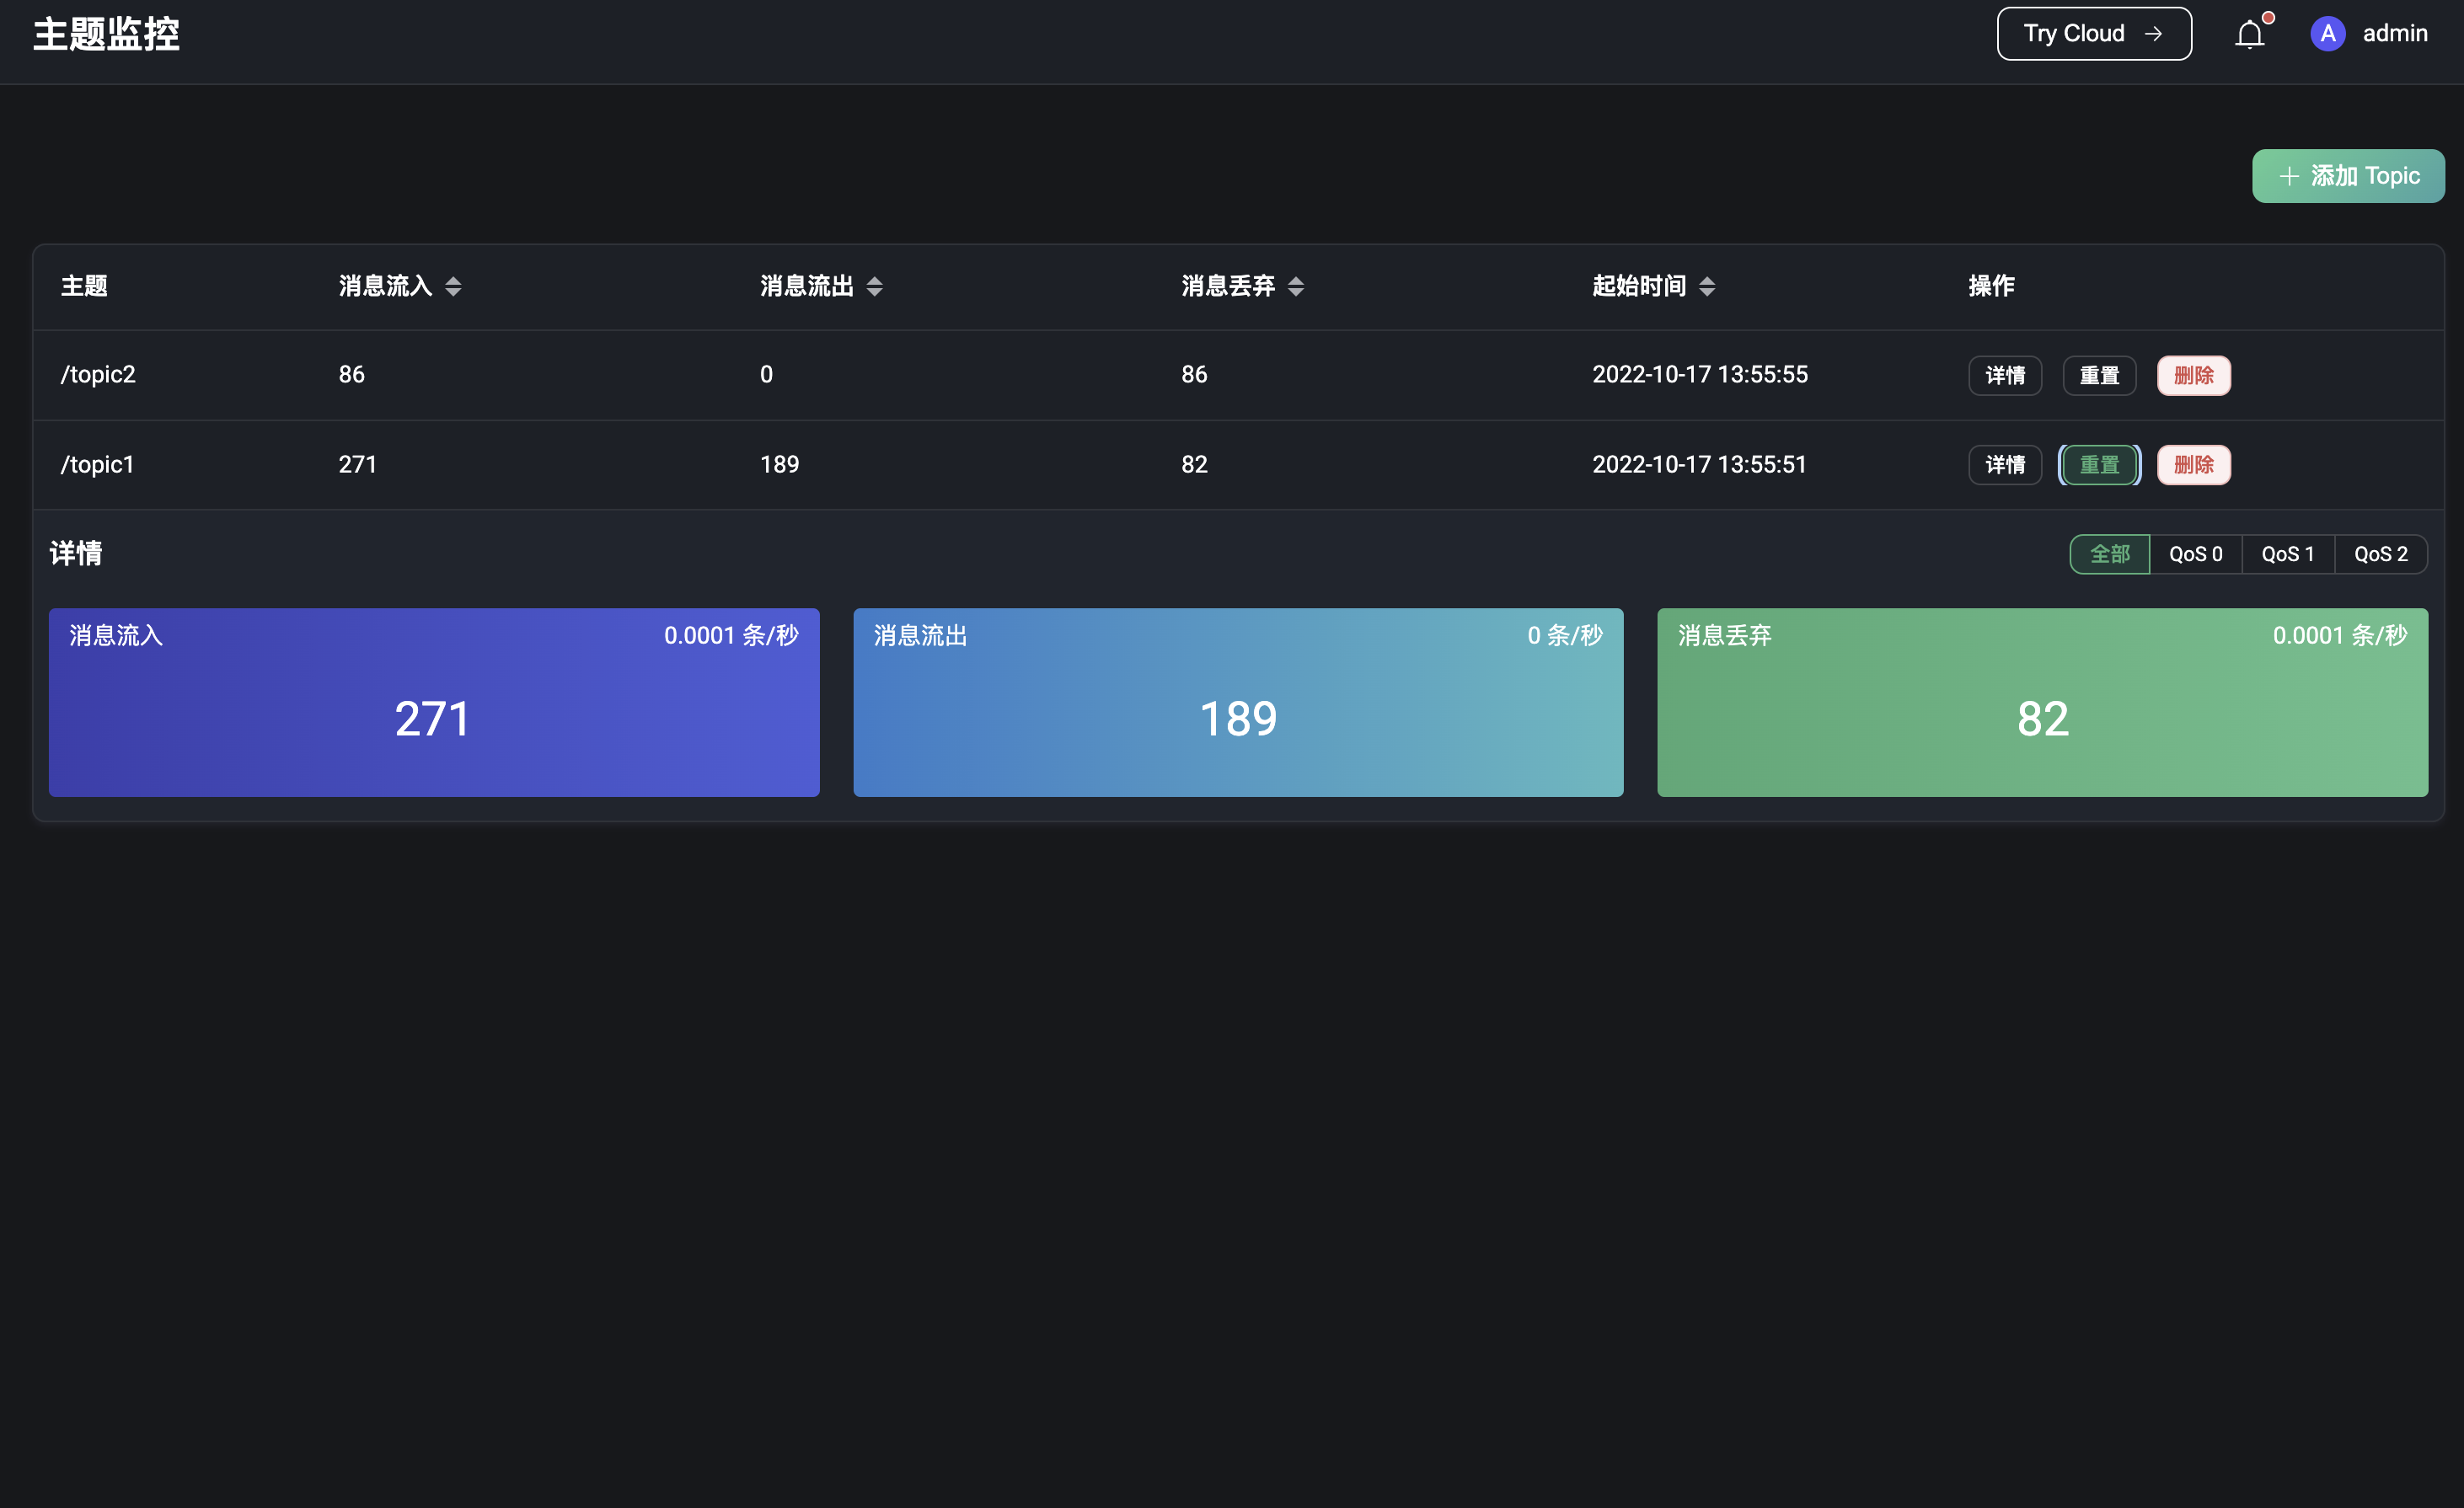 主题监控
Try Cloud →
A admin
+ 添加 Topic
主题 消息流入 消息流出 消息丢弃 起始时间 操作
/topic2 86 0 86 2022-10-17 13:55:55 详情 重置 删除
/topic1 271 189 82 2022-10-17 13:55:51 详情 重置 删除
详情 全部 QoS 0 QoS 1 QoS 2
消息流入 0.0001 条/秒 消息流出 0 条/秒 消息丢弃 0.0001 条/秒
271 189 82